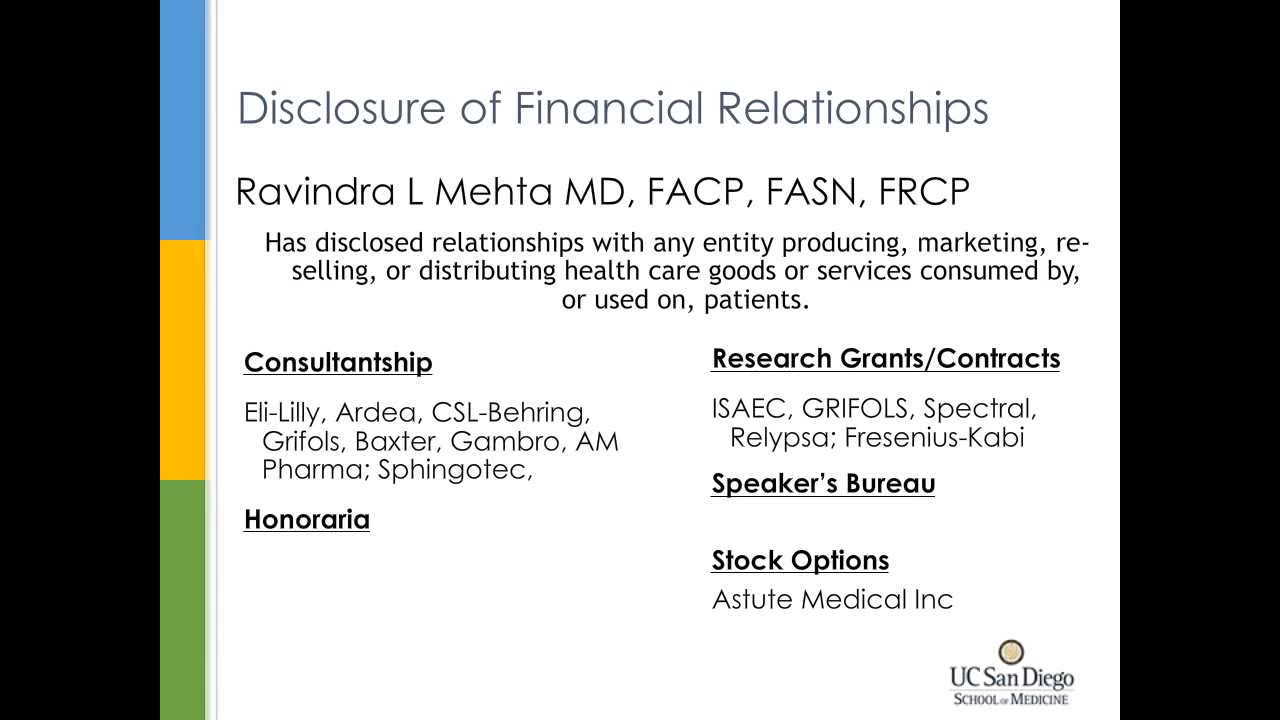 Disclosure of Financial Relationships
Ravindra L Mehta MD, FACP, FASN, FRCP
Has disclosed relationships with any entity producing, marketing, re-
selling, or distributing health care goods or services consumed by,
or used on, patients.
Consultantship
Eli-Lilly, Ardea, CSL-Behring,
Grifols, Baxter, Gambro, AM
Pharma; Sphingotec,
Honoraria
Research Grants/Contracts
ISAEC, GRIFOLS, Spectral,
Relypsa; Fresenius-Kabi
Speaker’s Bureau
Stock Options
Astute Medical Inc
UC San Diego
SCHOOL OF MEDICINE